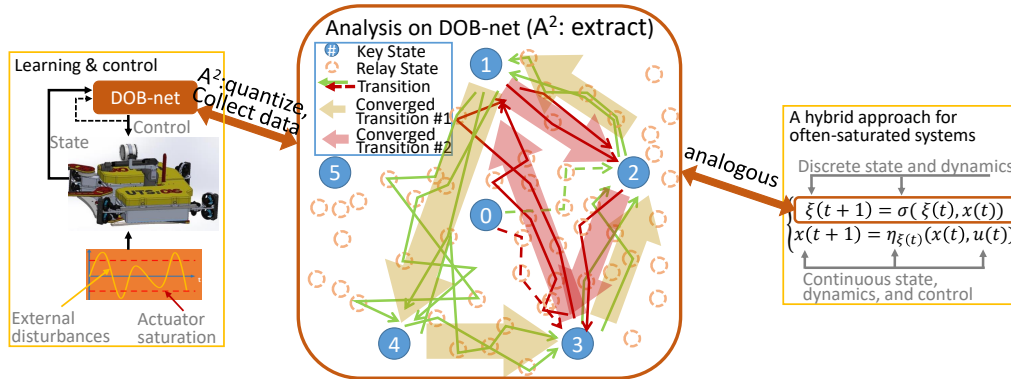 Learning & control
DOB-net
State
Control
UTS:
External
disturbances
Actuator
saturation
A²:quantize,
Collect data
Analysis on DOB-net (A²: extract)
# Key State
Relay State
Transition
Converged
Transition #1
Converged
Transition #2
1
5
2
0
4
3
analogous
A hybrid approach for
often-saturated systems
Discrete state and dynamics
ξ(t + 1) = σ( ξ(t), x(t))
x(t + 1) = η_{ξ(t)}(x(t), u(t))
Continuous state,
dynamics, and control